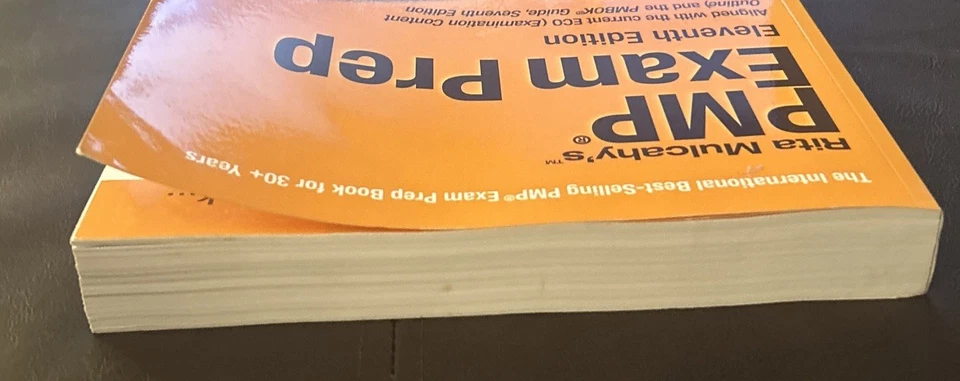 The International Best-Selling PMP® Exam Prep Book for 30+ Years
Rita Mulcahy's™
PMP®
Exam Prep
Eleventh Edition
Aligned with the current ECO (Examination Content
Outline) and the PMBOK® Guide, Seventh Edition